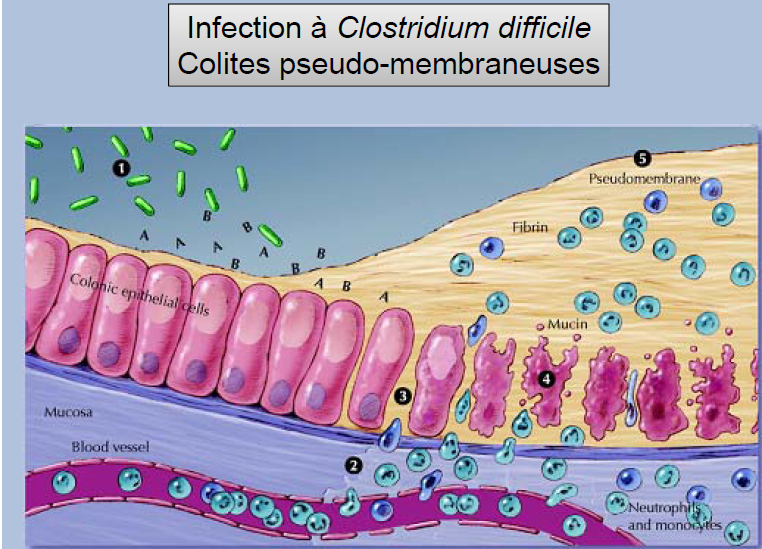 Infection à Clostridium difficile
Colites pseudo-membraneuses
1
5
Pseudomembrane
B
B
Fibrin
A
A
A
A
B
B
B
A
B
A
Colonic epithelial cells
Mucin
4
3
Mucosa
Blood vessel
2
Neutrophils
and monocytes